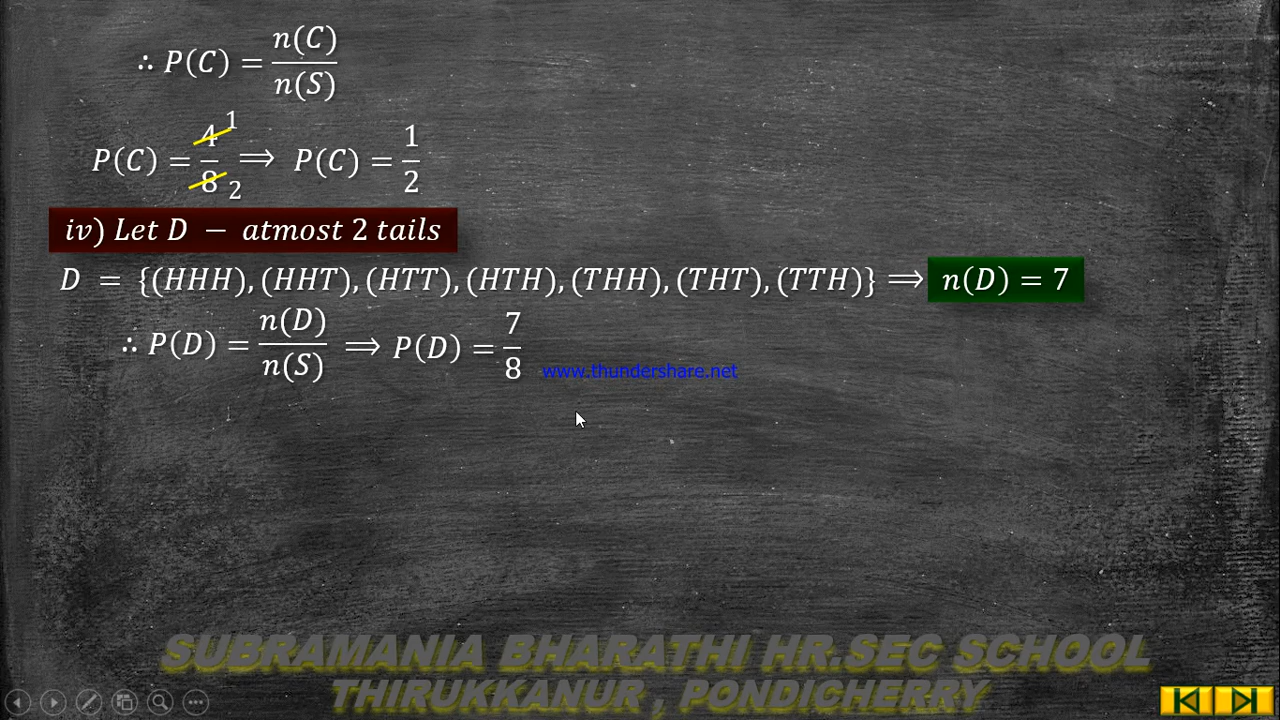 ∴ P(C) = n(C)/n(S)
P(C) = 4/8 1 2 ⟹ P(C) = 1/2
iv) Let D − atmost 2 tails
D = {(HHH), (HHT), (HTT), (HTH), (THH), (THT), (TTH)} ⟹ n(D) = 7
∴ P(D) = n(D)/n(S) ⟹ P(D) = 7/8
www.thundershare.net
SUBRAMANIA BHARATHI HR.SEC SCHOOL
THIRUKKANUR , PONDICHERRY